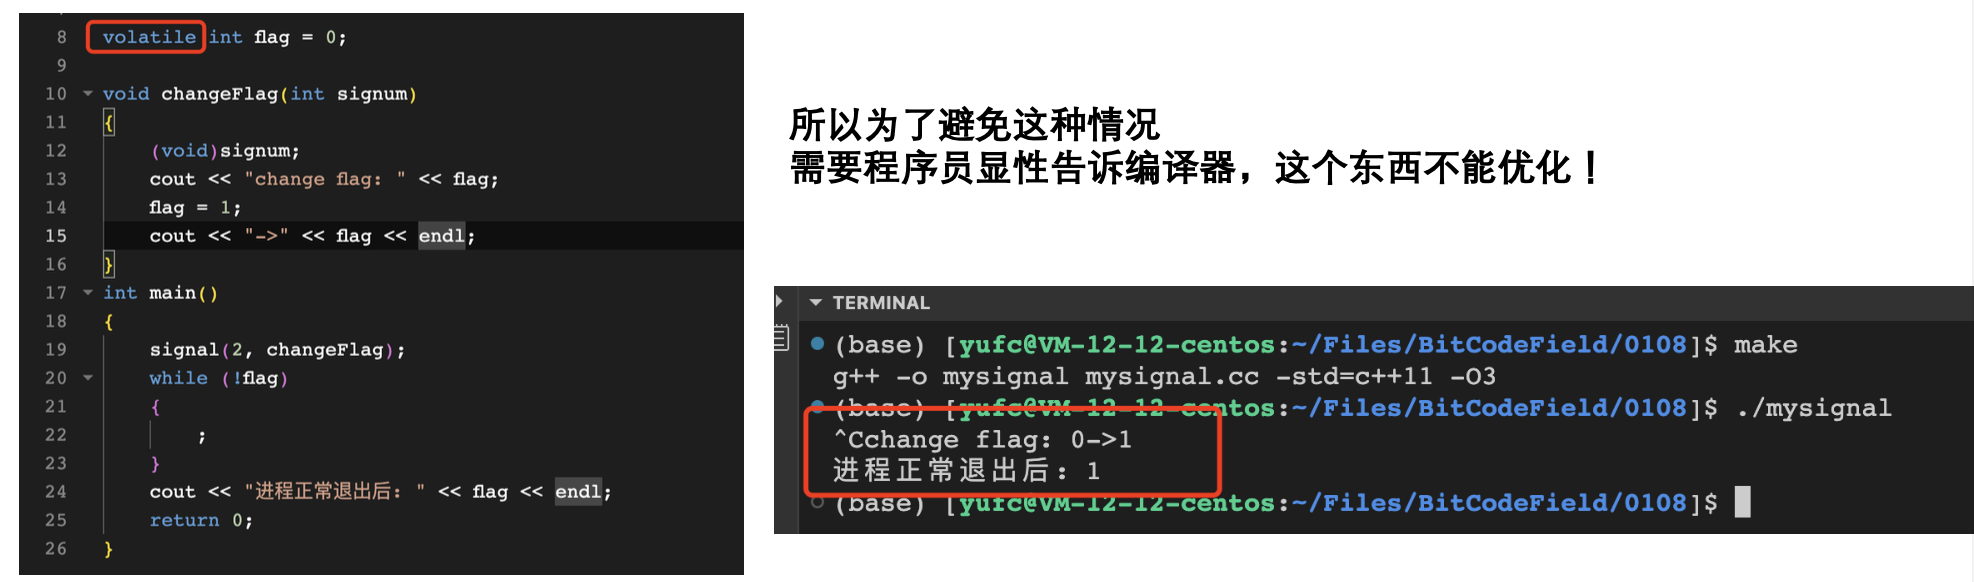 8 volatile int flag = 0;
9
10 void changeFlag(int signum)
11 {
12 (void)signum;
13 cout << "change flag: " << flag;
14 flag = 1;
15 cout << "->" << flag << endl;
16 }
17 int main()
18 {
19 signal(2, changeFlag);
20 while (!flag)
21 {
22 ;
23 }
24 cout << "进程正常退出后: " << flag << endl;
25 return 0;
26 }
所以为了避免这种情况
需要程序员显性告诉编译器，这个东西不能优化！
TERMINAL
(base) [yufc@VM-12-12-centos:~/Files/BitCodeField/0108]$ make
g++ -o mysignal mysignal.cc -std=c++11 -O3
(base) [yufc@VM-12-12-centos:~/Files/BitCodeField/0108]$ ./mysignal
^Cchange flag: 0->1
进程正常退出后: 1
(base) [yufc@VM-12-12-centos:~/Files/BitCodeField/0108]$